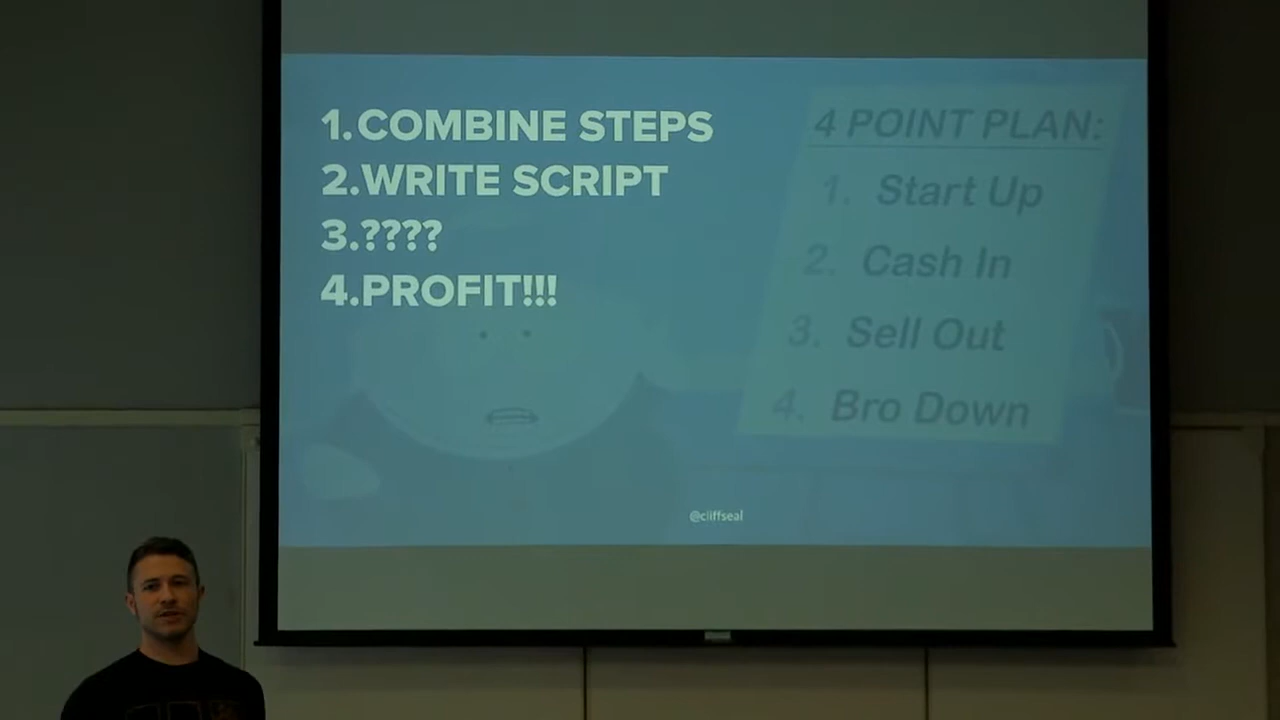 1.COMBINE STEPS
2.WRITE SCRIPT
3.????
4.PROFIT!!!
4 POINT PLAN:
1. Start Up
2. Cash In
3. Sell Out
4. Bro Down
@cliffseal